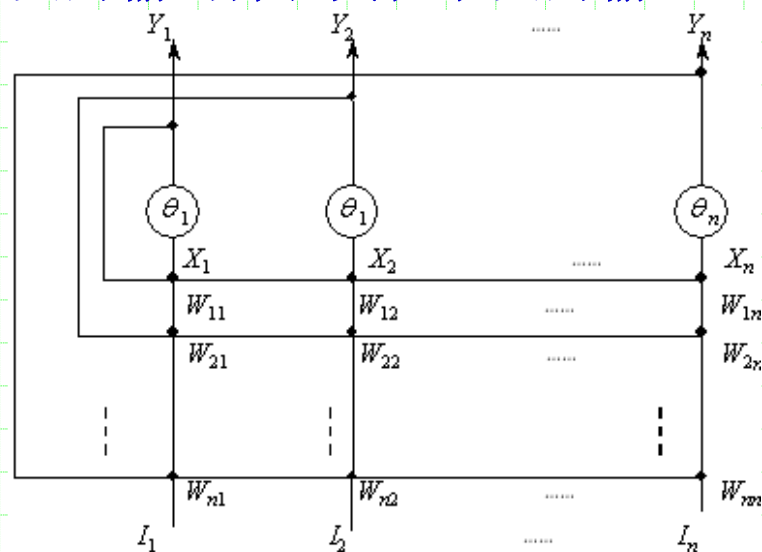 Y1 Y2 ...... Yn
θ1 θ1 θn
X1 X2 ...... Xn
W11 W12 ...... W1n
W21 W22 ...... W2n
Wn1 Wn2 ...... Wnn
I1 I2 ...... In